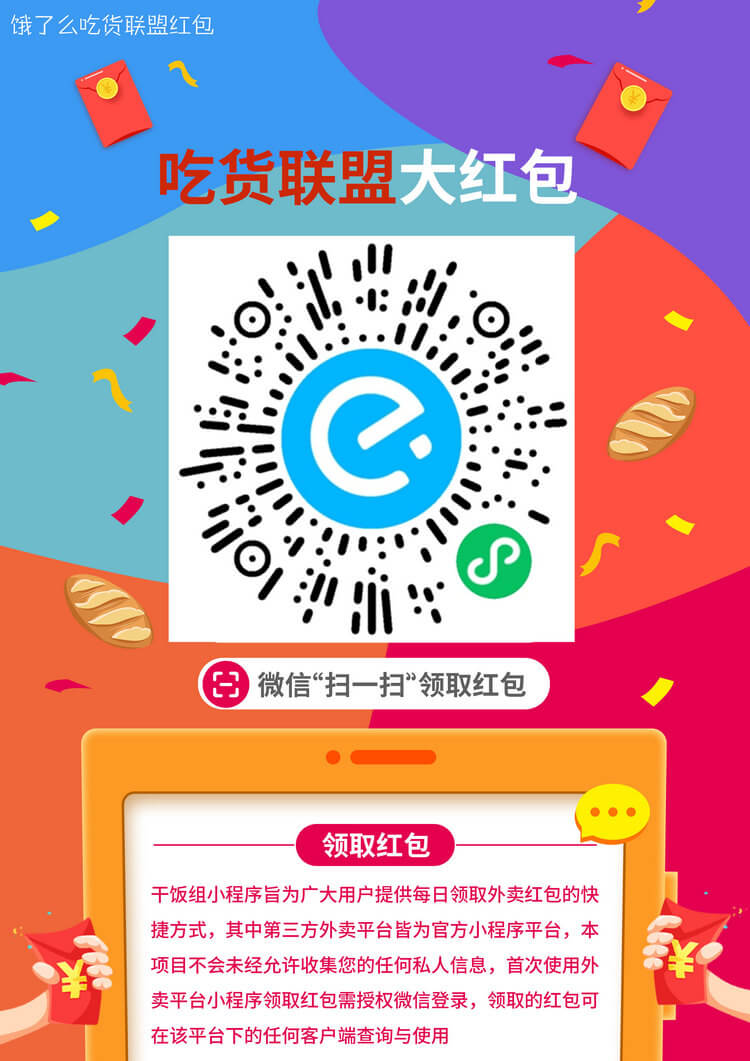 饿了么吃货联盟红包
吃货联盟大红包
微信“扫一扫“领取红包
领取红包
干饭组小程序旨为广大用户提供每日领取外卖红包的快
捷方式，其中第三方外卖平台皆为官方小程序平台，本
项目不会未经允许收集您的任何私人信息，首次使用外
卖平台小程序领取红包需授权微信登录，领取的红包可
在该平台下的任何客户端查询与使用
¥
¥